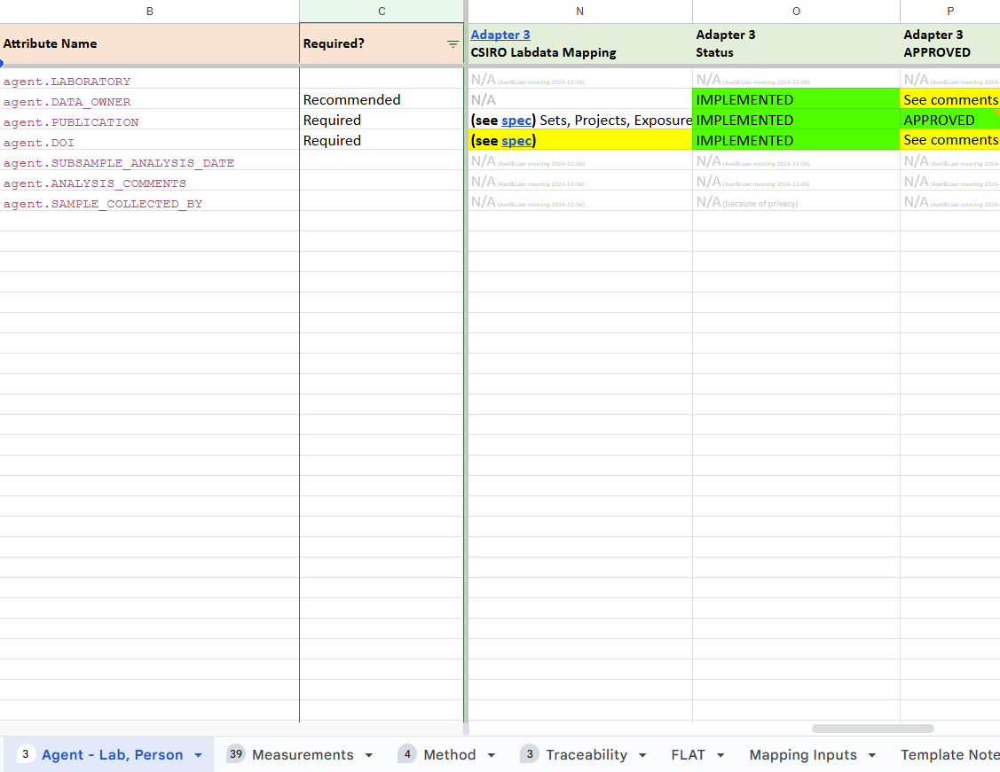 B C N O P
Attribute Name Required? Adapter 3 Adapter 3 Adapter 3
CSIRO Labdata Mapping Status APPROVED
agent.LABORATORY N/A (Axel&Lian meeting 2024-12-06) N/A (Axel&Lian meeting 2024-12-06) N/A (Axel&Lian meeting 2024-
agent.DATA_OWNER Recommended N/A IMPLEMENTED See comments
agent.PUBLICATION Required (see spec) Sets, Projects, Exposure IMPLEMENTED APPROVED
agent.DOI Required (see spec) IMPLEMENTED See comments
agent.SUBSAMPLE_ANALYSIS_DATE N/A (Axel&Lian meeting 2024-12-06) N/A (Axel&Lian meeting 2024-12-06) N/A (Axel&Lian meeting 2024-
agent.ANALYSIS_COMMENTS N/A (Axel&Lian meeting 2024-12-06) N/A (Axel&Lian meeting 2024-12-06) N/A (Axel&Lian meeting 2024-
agent.SAMPLE_COLLECTED_BY N/A (Axel&Lian meeting 2024-12-06) N/A (because of privacy) N/A (Axel&Lian meeting 2024-
3 Agent - Lab, Person 39 Measurements 4 Method 3 Traceability FLAT Mapping Inputs Template Note